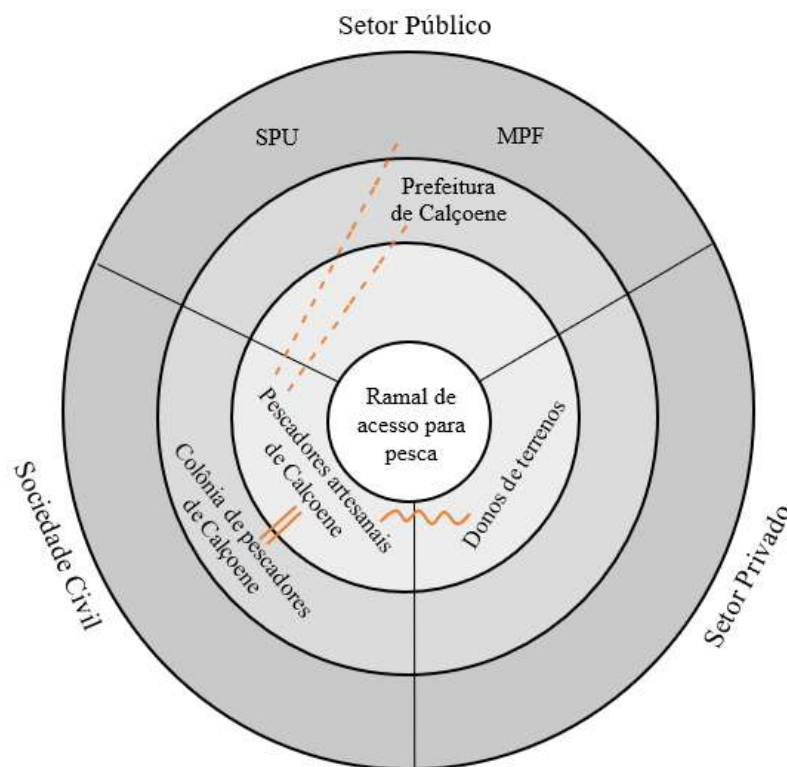 Setor Público
SPU
MPF
Prefeitura
de Calçoene
Ramal de
acesso para
pesca
Pescadores artesanais
de Calçoene
Donos de terrenos
Colônia de pescadores
de Calçoene
Sociedade Civil
Setor Privado